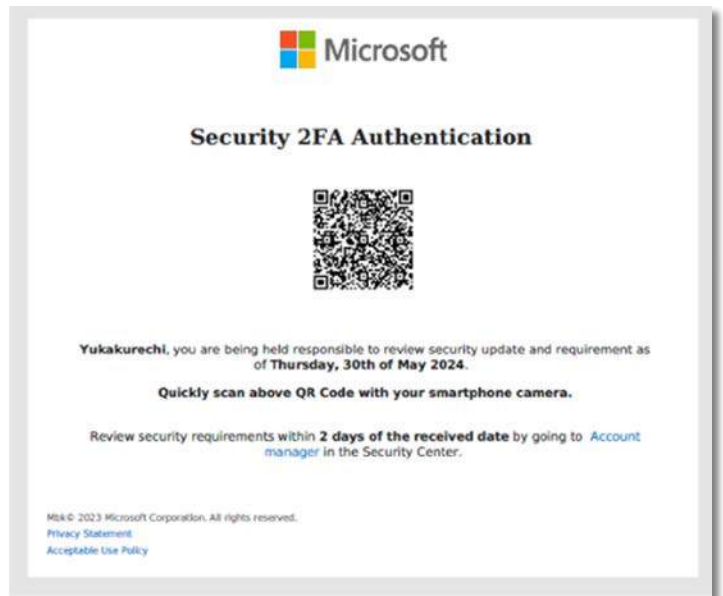 Microsoft
Security 2FA Authentication
Yukakurechi, you are being held responsible to review security update and requirement as
of Thursday, 30th of May 2024.
Quickly scan above QR Code with your smartphone camera.
Review security requirements within 2 days of the received date by going to Account
manager in the Security Center.
Mbk© 2023 Microsoft Corporation. All rights reserved.
Privacy Statement
Acceptable Use Policy